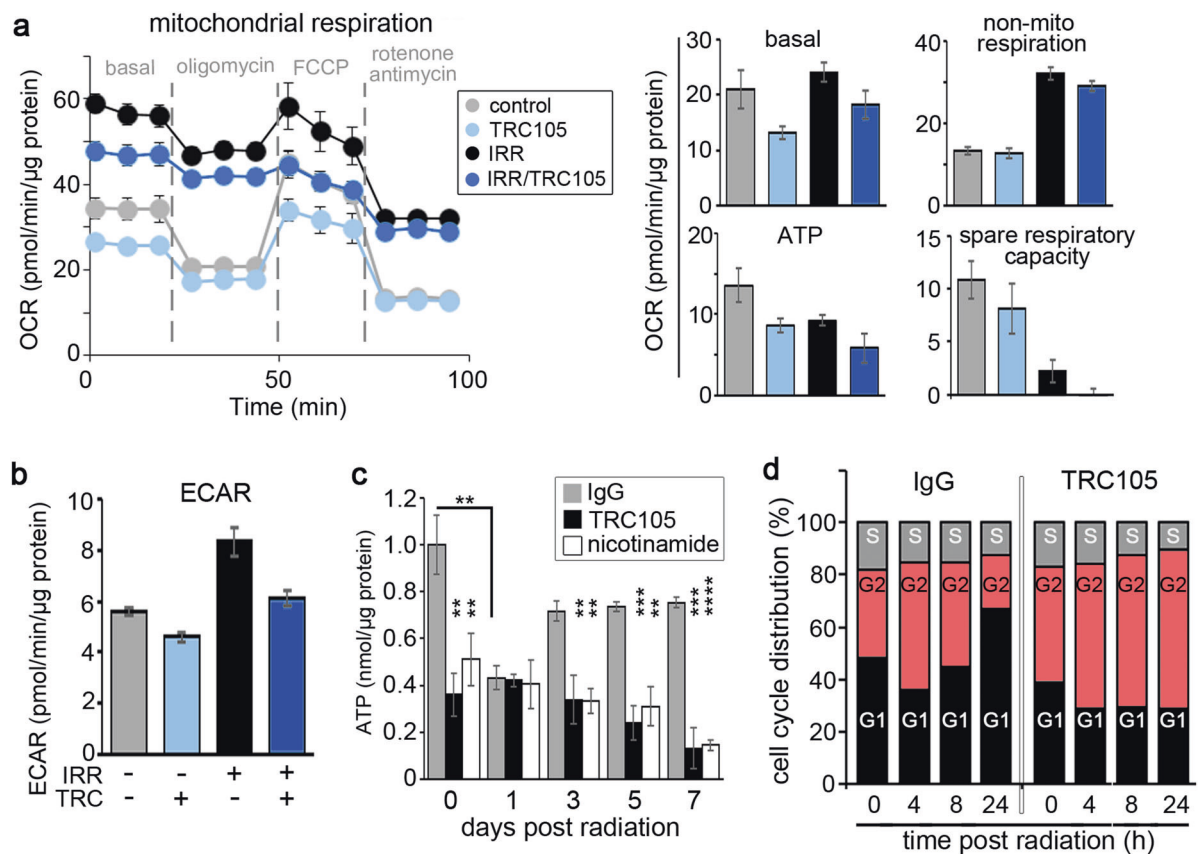 a
mitochondrial respiration
basal
oligomycin
FCCP
rotenone
antimycin
OCR (pmol/min/µg protein)
60
40
20
0
0
50
100
Time (min)
control
TRC105
IRR
IRR/TRC105
OCR (pmol/min/µg protein)
basal
30
20
10
0
non-mito
respiration
40
20
0
ATP
15
10
5
0
spare respiratory
capacity
15
10
5
0
b
ECAR
ECAR (pmol/min/µg protein)
10
8
6
4
2
0
IRR - - + +
TRC - + - +
c
IgG
TRC105
nicotinamide
ATP (nmol/µg protein)
1.2
1.0
0.8
0.6
0.4
0.2
0
**
**
**
**
**
***
**
***
****
0 1 3 5 7
days post radiation
d
IgG
TRC105
cell cycle distribution (%)
100
80
60
40
20
0
S S S S S S S S
G2 G2 G2 G2 G2 G2 G2 G2
G1 G1 G1 G1 G1 G1 G1 G1
0 4 8 24 0 4 8 24
time post radiation (h)